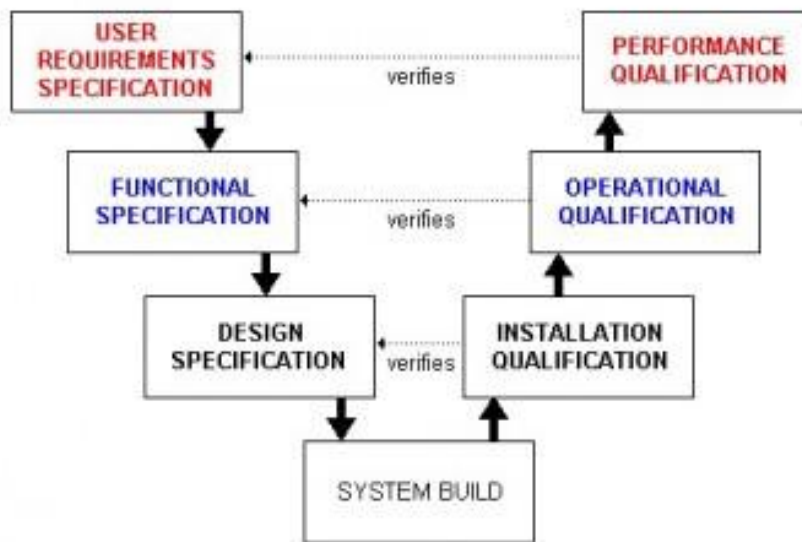 USER
REQUIREMENTS
SPECIFICATION
PERFORMANCE
QUALIFICATION
verifies
FUNCTIONAL
SPECIFICATION
OPERATIONAL
QUALIFICATION
verifies
DESIGN
SPECIFICATION
INSTALLATION
QUALIFICATION
verifies
SYSTEM BUILD